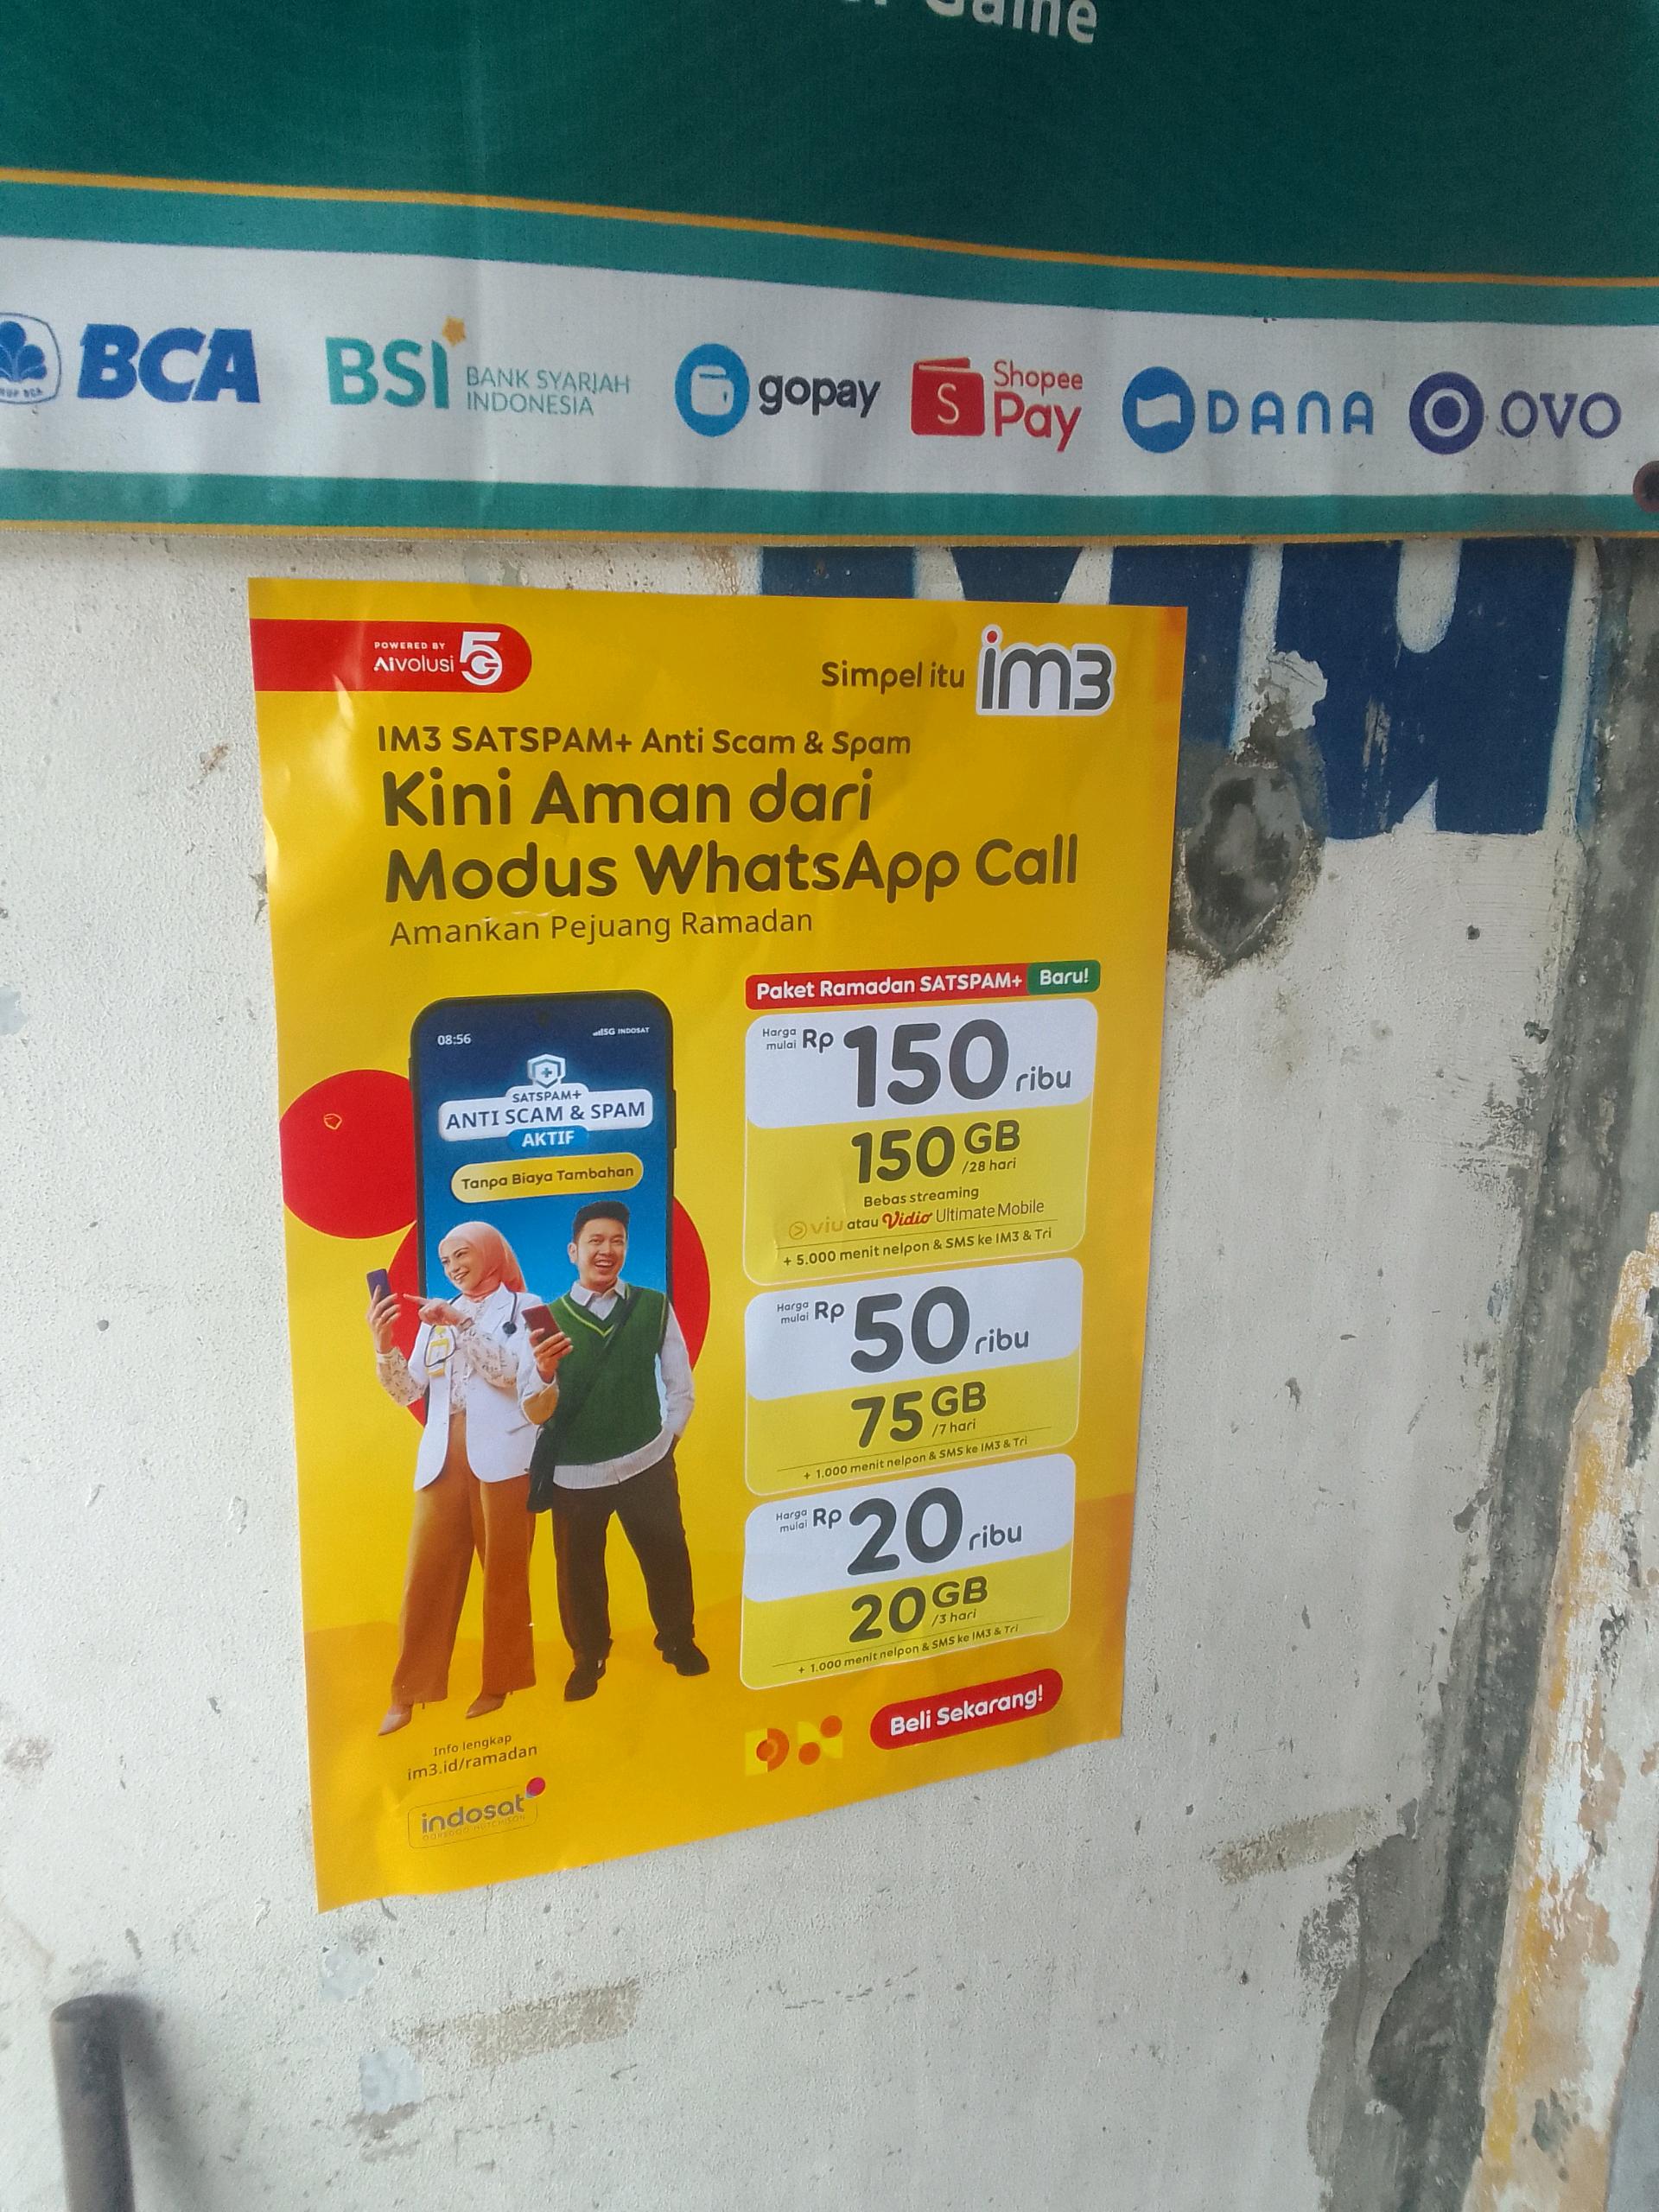 Game
BCA
BSI BANK SYARIAH
INDONESIA
gopay
Shopee
Pay
DANA
OVO
POWERED BY
AIvolusi 5G
Simpel itu im3
IM3 SATSPAM+ Anti Scam & Spam
Kini Aman dari
Modus WhatsApp Call
Amankan Pejuang Ramadan
08:56
5G INDOSAT
SATSPAM+
ANTI SCAM & SPAM
AKTIF
Tanpa Biaya Tambahan
Paket Ramadan SATSPAM+ Baru!
Harga mulai Rp 150 ribu
150 GB /28 hari
Bebas streaming
viu atau Vidio Ultimate Mobile
+ 5.000 menit nelpon & SMS ke IM3 & Tri
Harga mulai Rp 50 ribu
75 GB /7 hari
+ 1.000 menit nelpon & SMS ke IM3 & Tri
Harga mulai Rp 20 ribu
20 GB /3 hari
+ 1.000 menit nelpon & SMS ke IM3 & Tri
Beli Sekarang!
Info lengkap
im3.id/ramadan
indosat
OOREDOO HUTCHISON